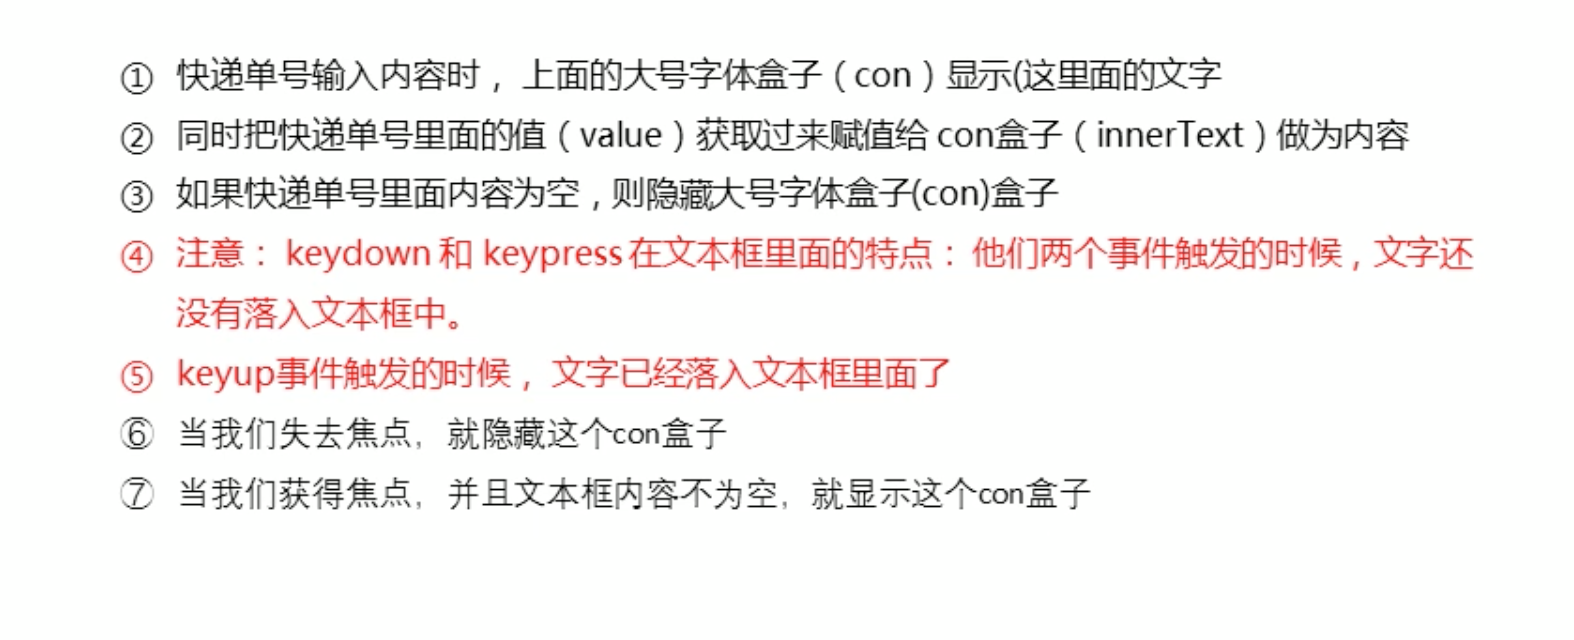 ① 快递单号输入内容时，上面的大号字体盒子（con）显示(这里面的文字
② 同时把快递单号里面的值（value）获取过来赋值给 con盒子（innerText）做为内容
③ 如果快递单号里面内容为空，则隐藏大号字体盒子(con)盒子
④ 注意： keydown 和 keypress 在文本框里面的特点：他们两个事件触发的时候，文字还
没有落入文本框中。
⑤ keyup事件触发的时候，文字已经落入文本框里面了
⑥ 当我们失去焦点，就隐藏这个con盒子
⑦ 当我们获得焦点，并且文本框内容不为空，就显示这个con盒子